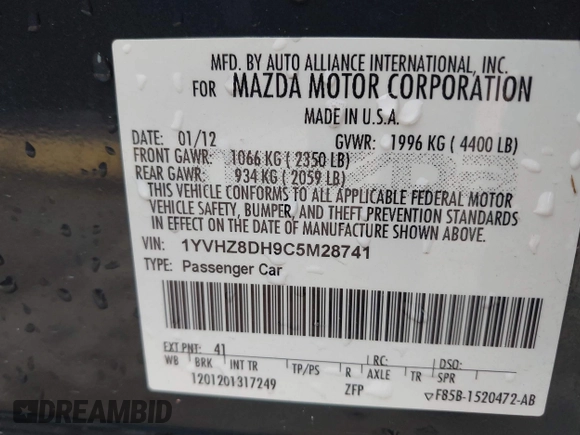 MFD. BY AUTO ALLIANCE INTERNATIONAL, INC.
FOR MAZDA MOTOR CORPORATION
MADE IN U.S.A.
DATE: 01/12 GVWR: 1996 KG ( 4400 LB)
FRONT GAWR: 1066 KG ( 2350 LB)
REAR GAWR: 934 KG ( 2059 LB)
THIS VEHICLE CONFORMS TO ALL APPLICABLE FEDERAL MOTOR
VEHICLE SAFETY, BUMPER, AND THEFT PREVENTION STANDARDS
IN EFFECT ON THE DATE OF MANUFACTURE SHOWN ABOVE.
VIN: 1YVHZ8DH9C5M28741
TYPE: Passenger Car
EXT PNT: 41 LRC: DSO:
WB BRK INT TR TP/PS R AXLE TR SPR
1201201317249 ZFP F85B-1520472-AB
DREAMBID